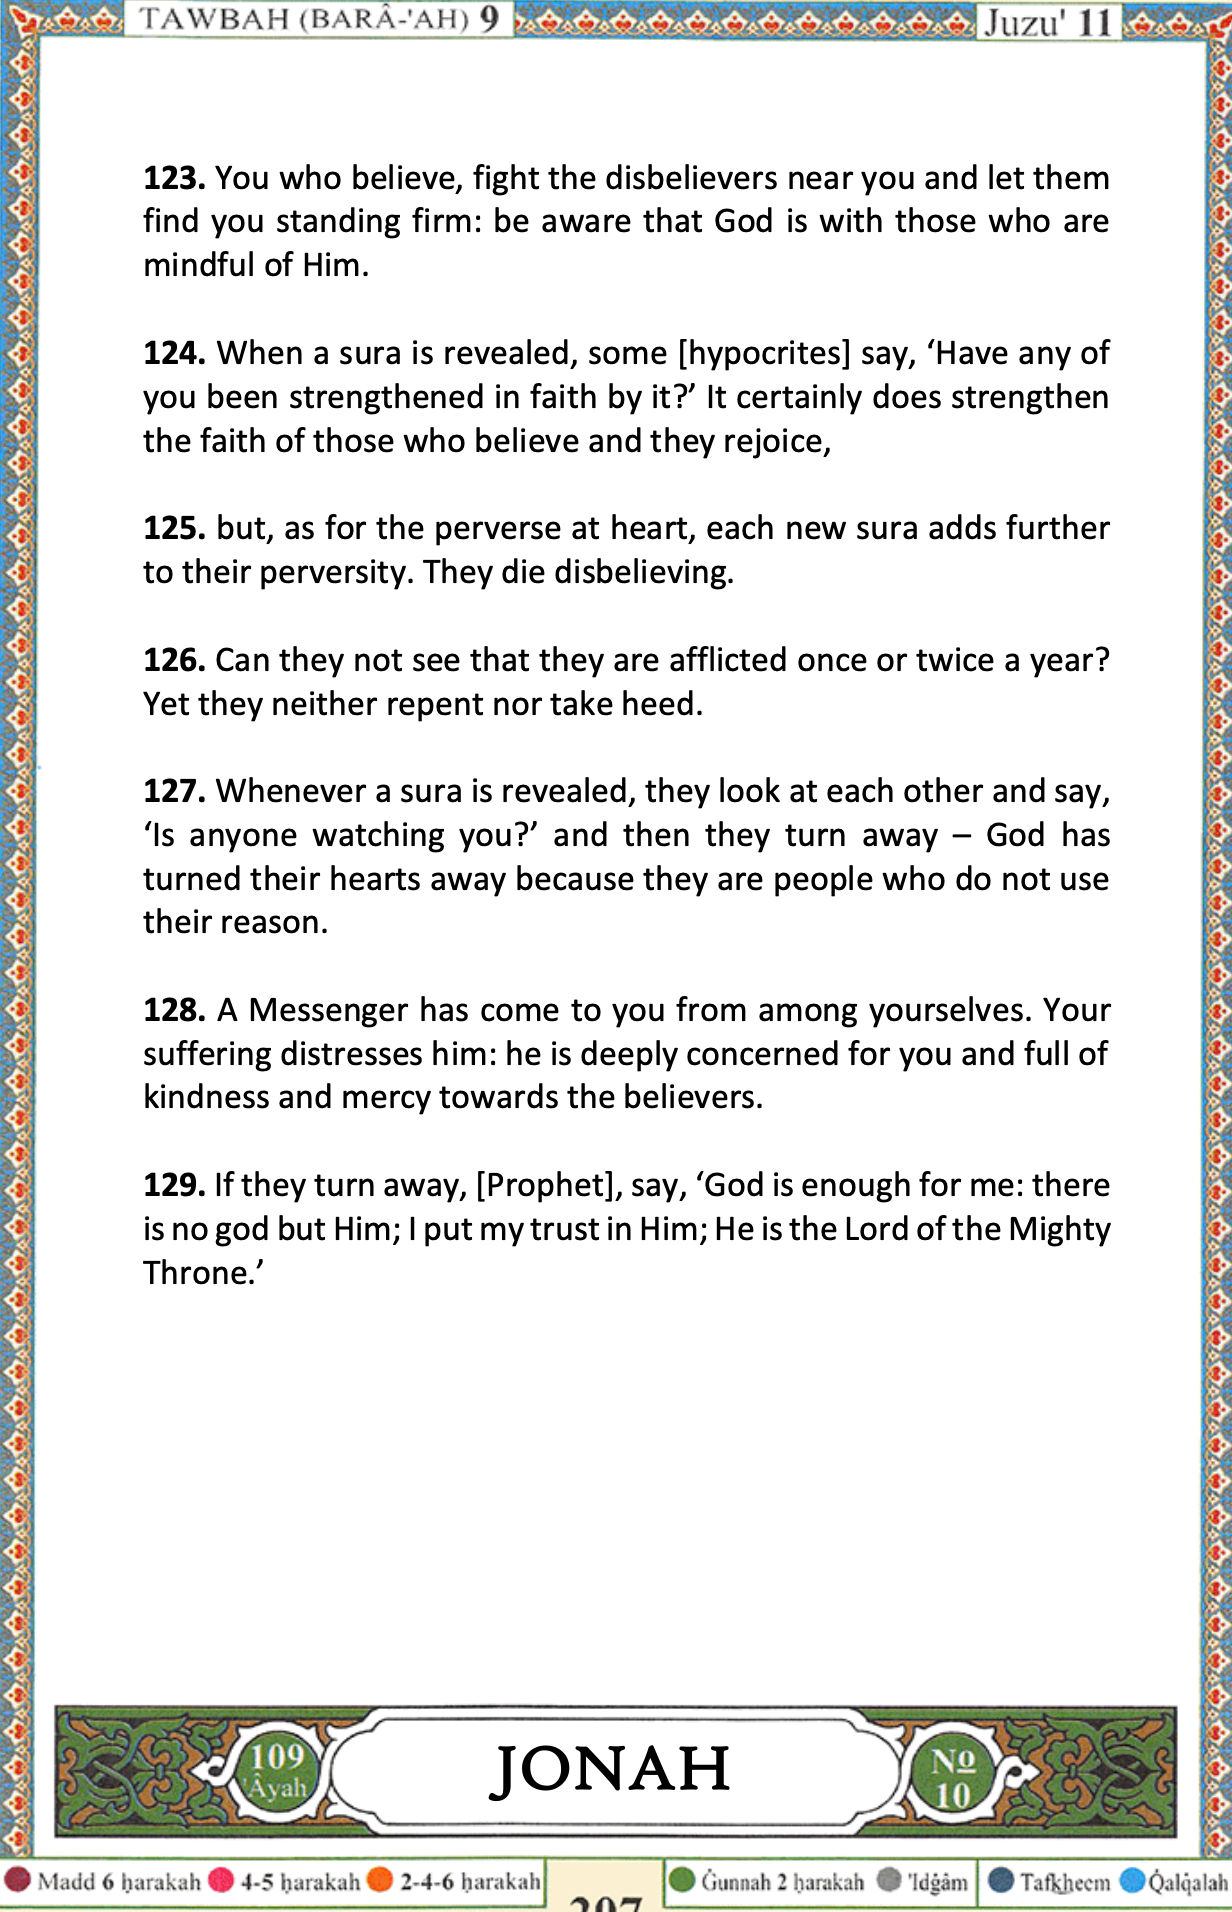 TAWBAH (BARÂ-'AH) 9
Juzu' 11
123. You who believe, fight the disbelievers near you and let them
find you standing firm: be aware that God is with those who are
mindful of Him.
124. When a sura is revealed, some [hypocrites] say, ‘Have any of
you been strengthened in faith by it?’ It certainly does strengthen
the faith of those who believe and they rejoice,
125. but, as for the perverse at heart, each new sura adds further
to their perversity. They die disbelieving.
126. Can they not see that they are afflicted once or twice a year?
Yet they neither repent nor take heed.
127. Whenever a sura is revealed, they look at each other and say,
‘Is anyone watching you?’ and then they turn away – God has
turned their hearts away because they are people who do not use
their reason.
128. A Messenger has come to you from among yourselves. Your
suffering distresses him: he is deeply concerned for you and full of
kindness and mercy towards the believers.
129. If they turn away, [Prophet], say, ‘God is enough for me: there
is no god but Him; I put my trust in Him; He is the Lord of the Mighty
Throne.’
109
'Âyah
JONAH
No
10
Madd 6 ḥarakah 4-5 ḥarakah 2-4-6 ḥarakah
207
Ġunnah 2 ḥarakah 'Idġâm
Tafkheem Qalqalah